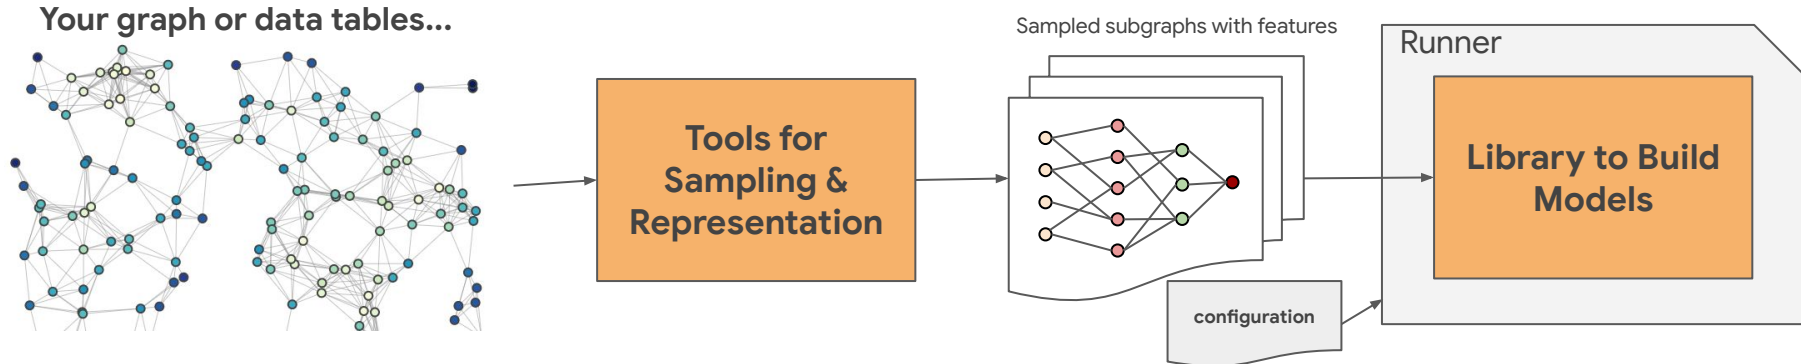 Your graph or data tables...
Sampled subgraphs with features
Runner
Tools for
Sampling &
Representation
Library to Build
Models
configuration